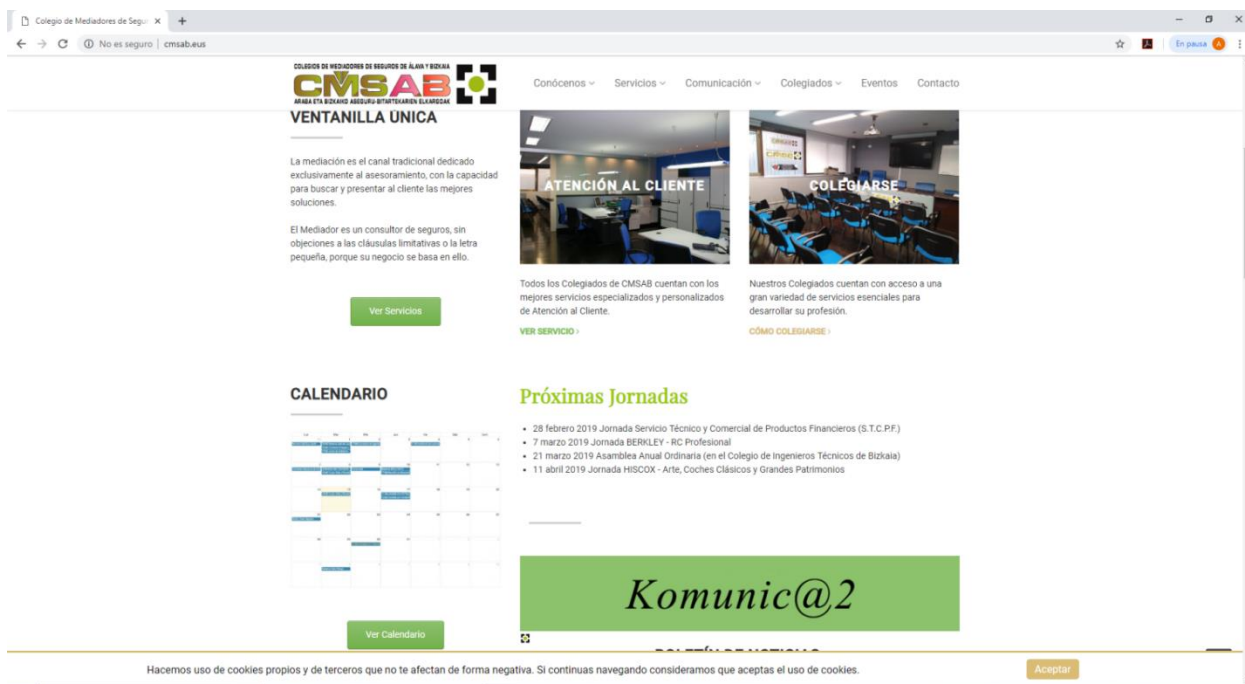 Colegio de Mediadores de Segur
No es seguro | cmsab.eus
En pausa
COLEGIOS DE MEDIADORES DE SEGUROS DE ÁLAVA Y BIZKAIA
CMSAB
ARABA ETA BIZKAIKO ASEGURU-BITARTEKARIEN ELKARGOAK
Conócenos
Servicios
Comunicación
Colegiados
Eventos
Contacto
VENTANILLA ÚNICA
La mediación es el canal tradicional dedicado
exclusivamente al asesoramiento, con la capacidad
para buscar y presentar al cliente las mejores
soluciones.
El Mediador es un consultor de seguros, sin
objeciones a las cláusulas limitativas o la letra
pequeña, porque su negocio se basa en ello.
Ver Servicios
ATENCIÓN AL CLIENTE
Todos los Colegiados de CMSAB cuentan con los
mejores servicios especializados y personalizados
de Atención al Cliente.
VER SERVICIO ›
COLEGIARSE
Nuestros Colegiados cuentan con acceso a una
gran variedad de servicios esenciales para
desarrollar su profesión.
CÓMO COLEGIARSE ›
CALENDARIO
Ver Calendario
Próximas Jornadas
• 28 febrero 2019 Jornada Servicio Técnico y Comercial de Productos Financieros (S.T.C.P.F.)
• 7 marzo 2019 Jornada BERKLEY - RC Profesional
• 21 marzo 2019 Asamblea Anual Ordinaria (en el Colegio de Ingenieros Técnicos de Bizkaia)
• 11 abril 2019 Jornada HISCOX - Arte, Coches Clásicos y Grandes Patrimonios
Komunic@2
BOLETÍN DE NOTICIAS
Hacemos uso de cookies propios y de terceros que no te afectan de forma negativa. Si continuas navegando consideramos que aceptas el uso de cookies.
Aceptar